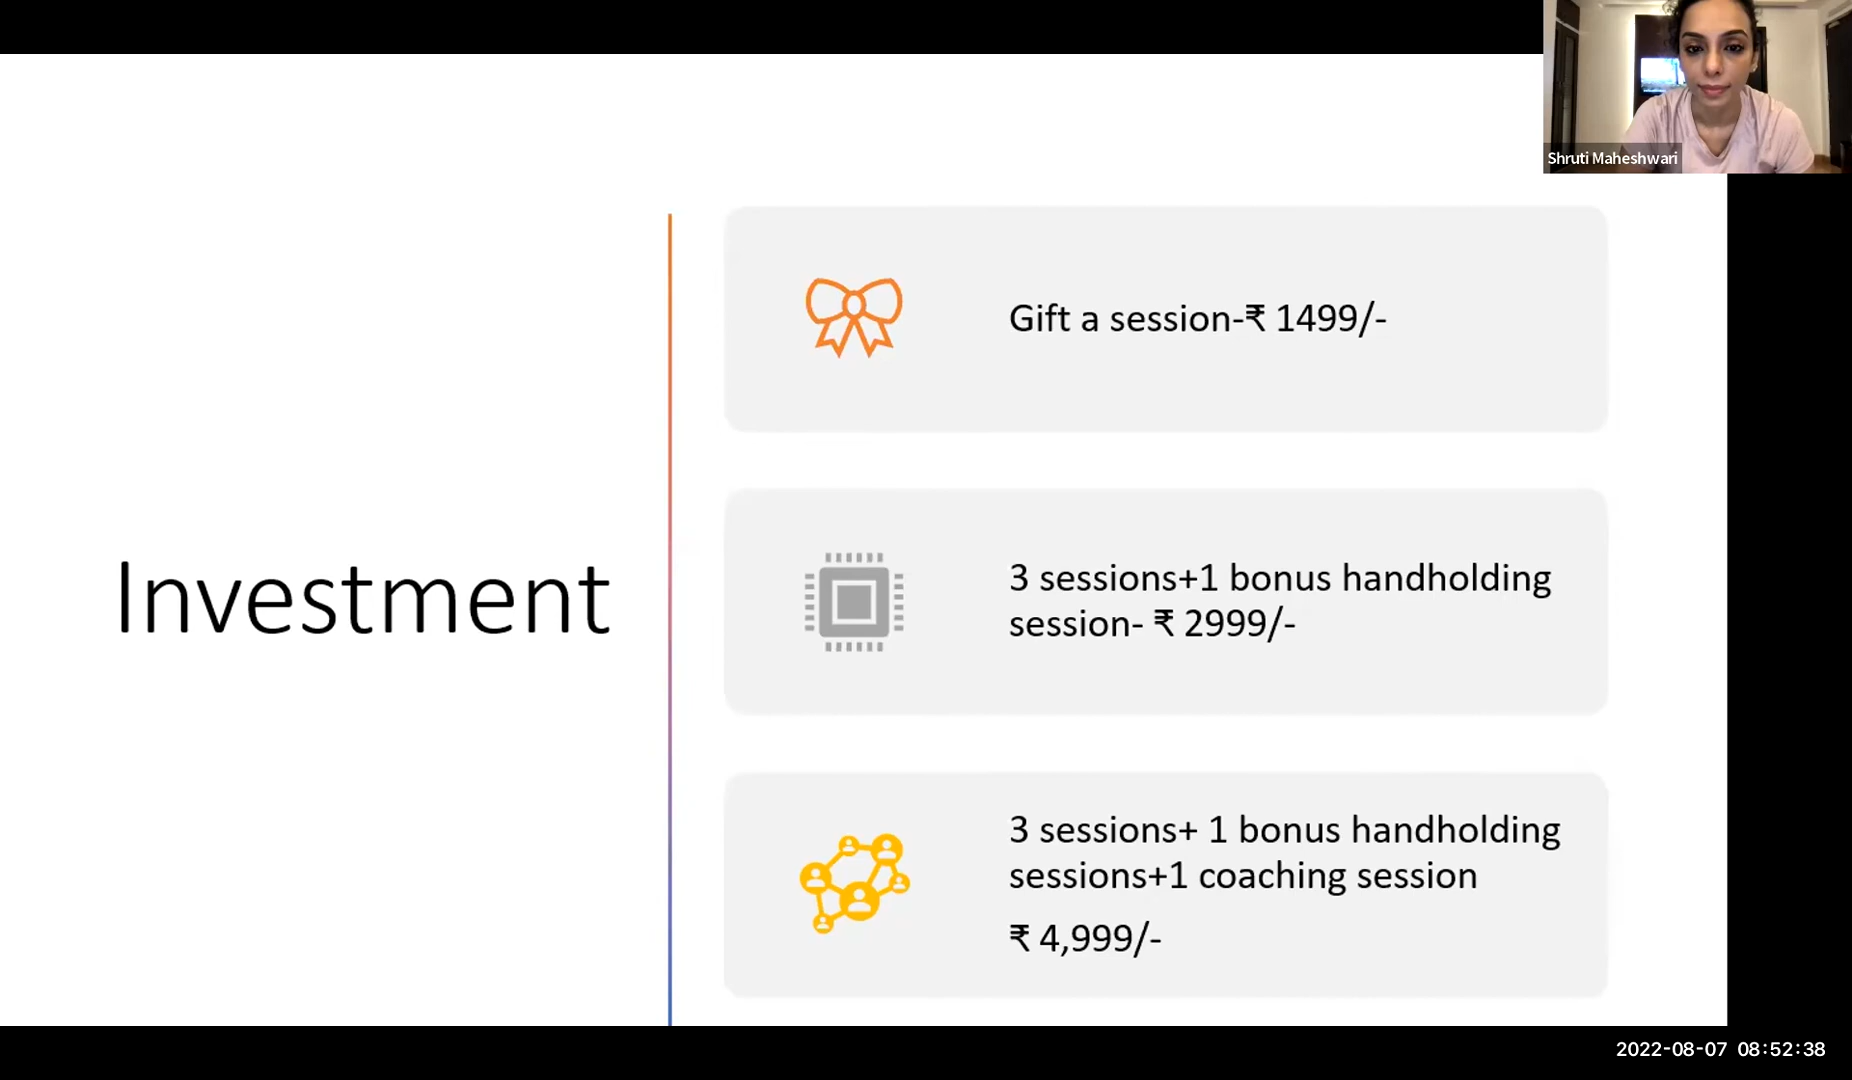 Shruti Maheshwari
Investment
Gift a session-₹ 1499/-
3 sessions+1 bonus handholding
session- ₹ 2999/-
3 sessions+ 1 bonus handholding
sessions+1 coaching session
₹ 4,999/-
2022-08-07 08:52:38